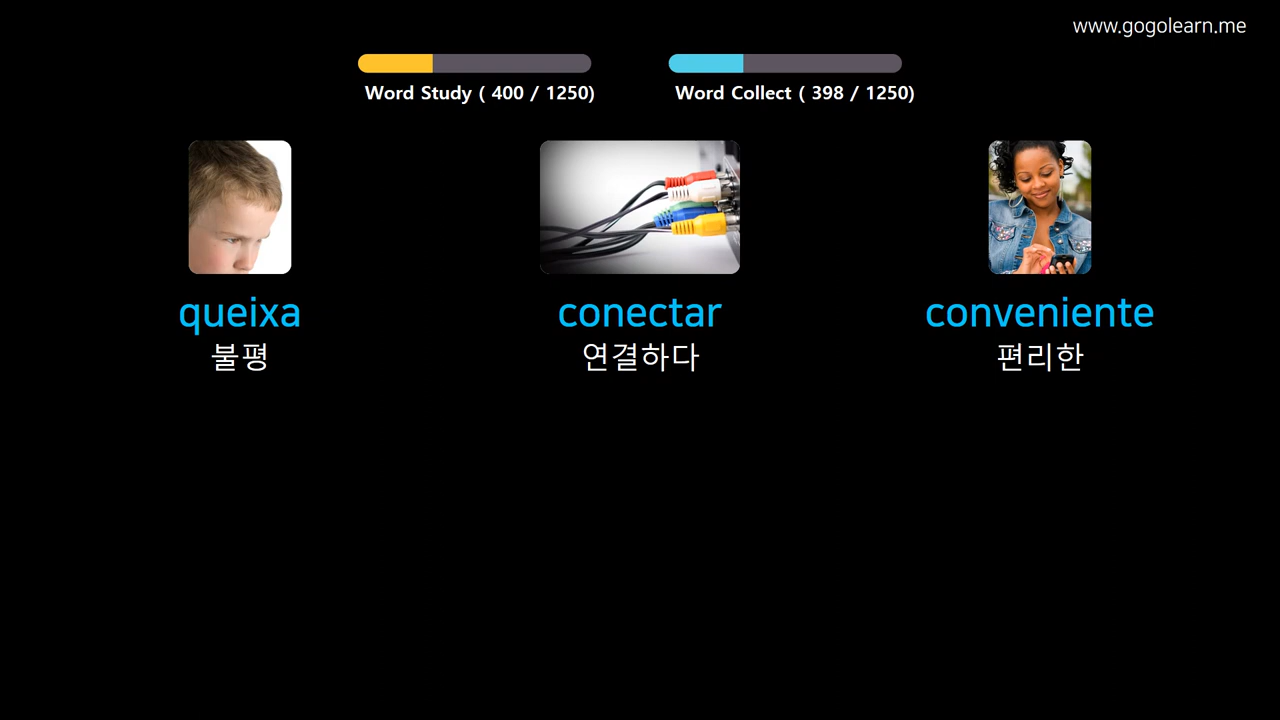 www.gogolearn.me
Word Study ( 400 / 1250)
Word Collect ( 398 / 1250)
queixa
불평
conectar
연결하다
conveniente
편리한